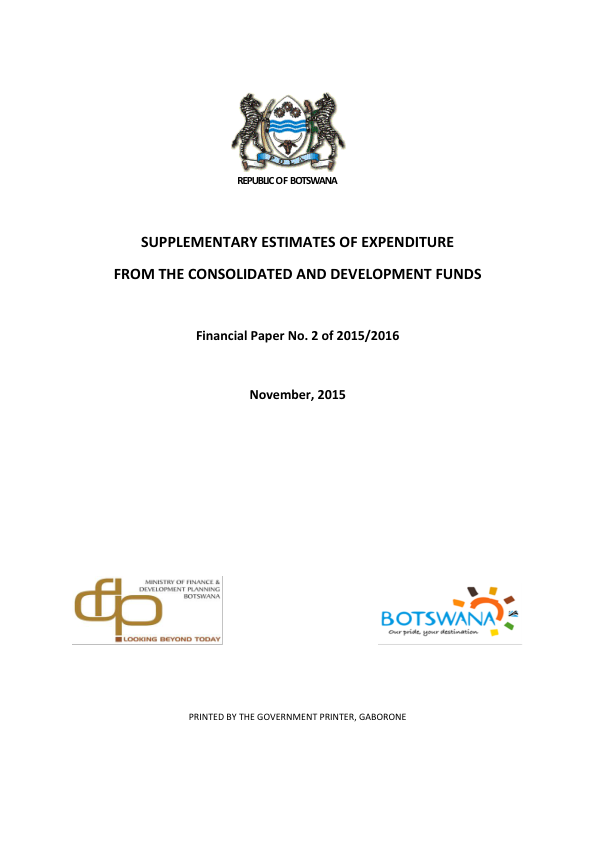 PULA
REPUBLIC OF BOTSWANA
SUPPLEMENTARY ESTIMATES OF EXPENDITURE
FROM THE CONSOLIDATED AND DEVELOPMENT FUNDS
Financial Paper No. 2 of 2015/2016
November, 2015
MINISTRY OF FINANCE &
DEVELOPMENT PLANNING
BOTSWANA
dfp
LOOKING BEYOND TODAY
BOTSWANA
Our pride, your destination
PRINTED BY THE GOVERNMENT PRINTER, GABORONE